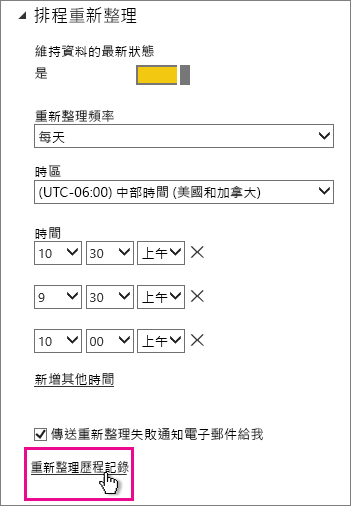 排程重新整理
維持資料的最新狀態
是
重新整理頻率
每天
時區
(UTC-06:00) 中部時間 (美國和加拿大)
時間
10 30 上午
9 30 上午
10 00 上午
新增其他時間
傳送重新整理失敗通知電子郵件給我
重新整理歷程記錄